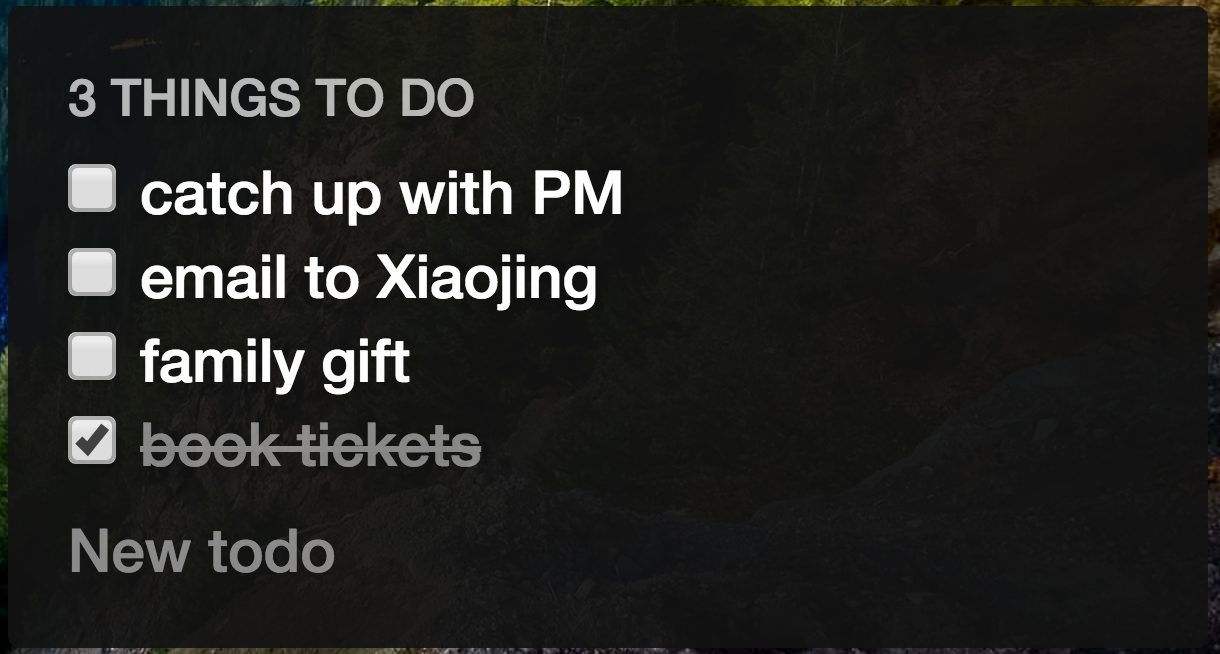 3 THINGS TO DO
catch up with PM
email to Xiaojing
family gift
book tickets
New todo